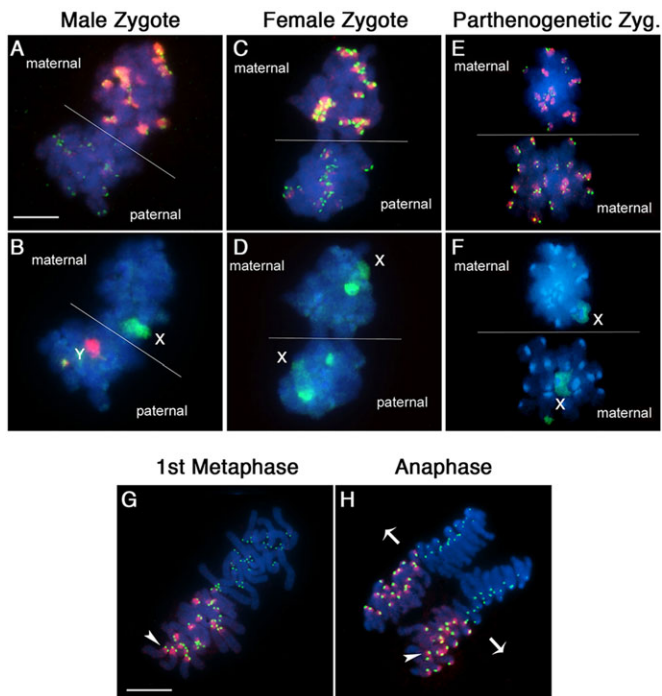 Male Zygote
Female Zygote
Parthenogenetic Zyg.
A
maternal
paternal
C
maternal
paternal
E
maternal
maternal
B
maternal
Y
X
paternal
D
maternal
X
X
paternal
F
maternal
X
X
maternal
1st Metaphase
Anaphase
G
H